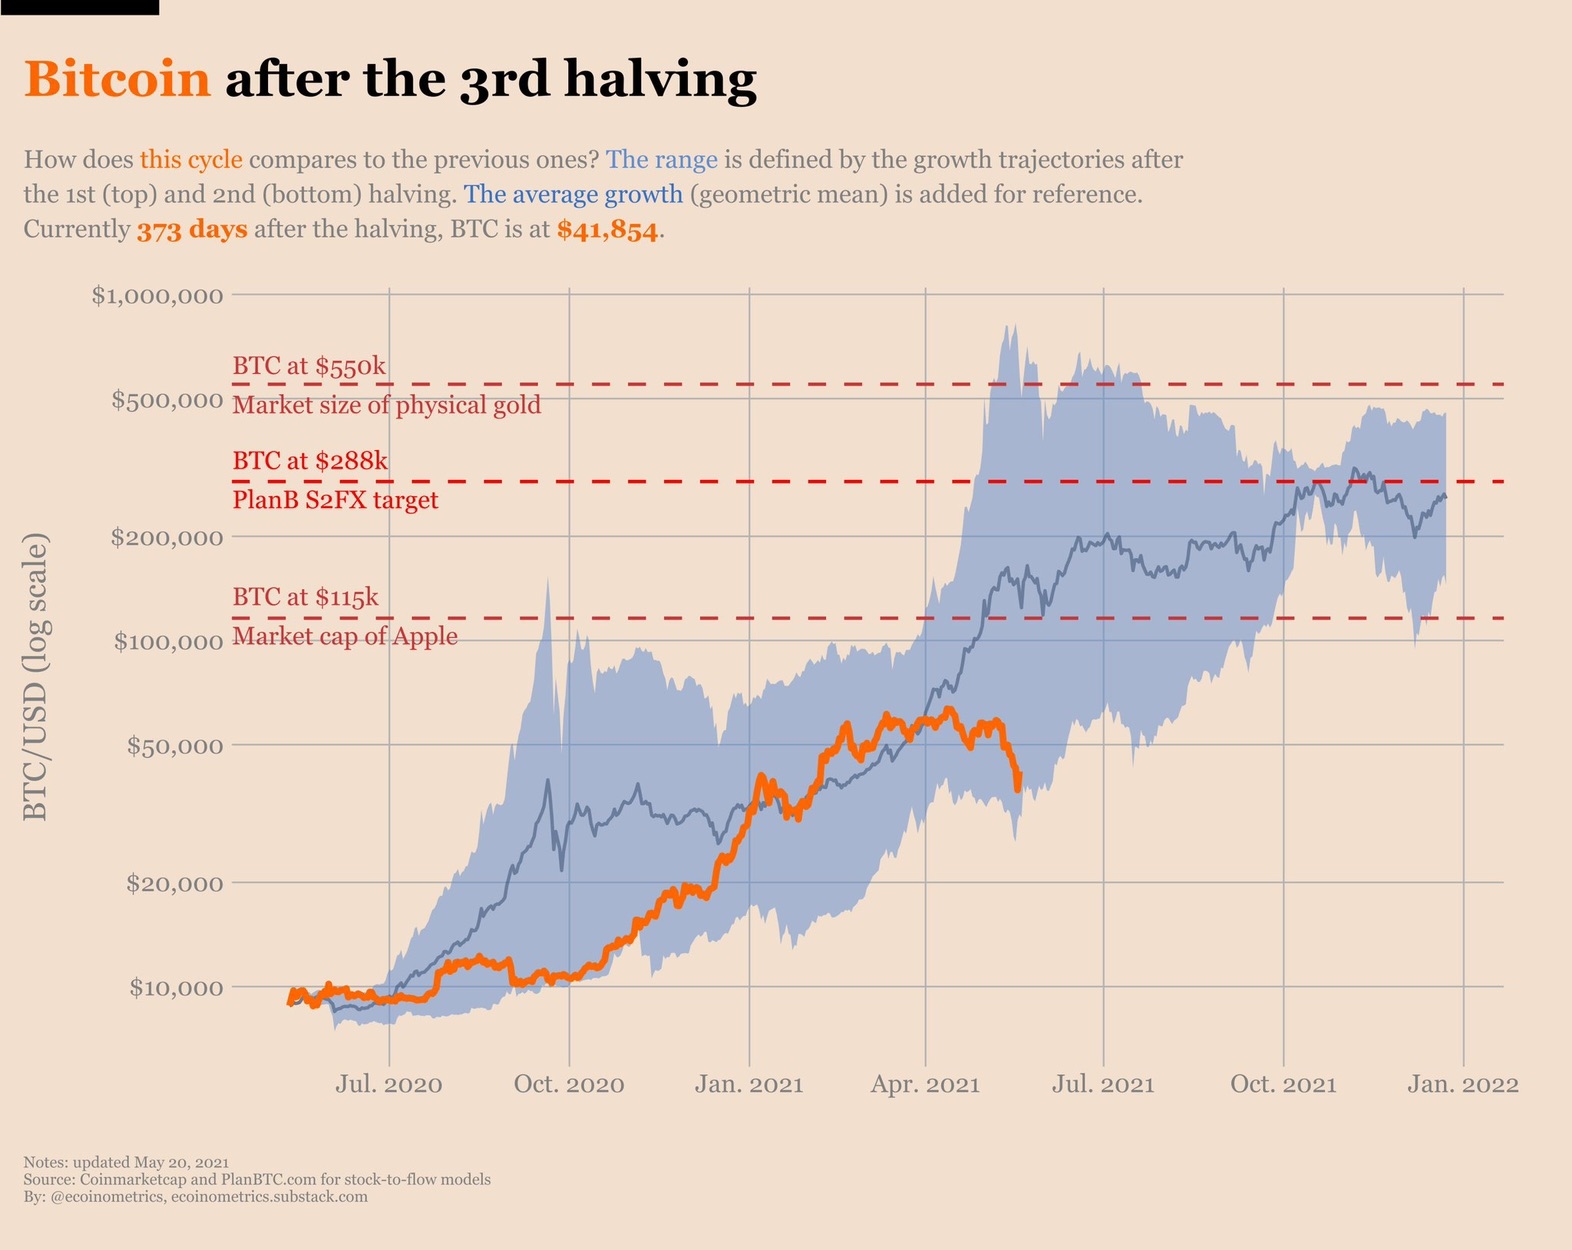 Bitcoin after the 3rd halving
How does this cycle compares to the previous ones? The range is defined by the growth trajectories after
the 1st (top) and 2nd (bottom) halving. The average growth (geometric mean) is added for reference.
Currently 373 days after the halving, BTC is at $41,854.
$1,000,000
BTC at $550k
$500,000
Market size of physical gold
BTC at $288k
PlanB S2FX target
$200,000
BTC at $115k
Market cap of Apple
$100,000
$50,000
$20,000
$10,000
BTC/USD (log scale)
Jul. 2020 Oct. 2020 Jan. 2021 Apr. 2021 Jul. 2021 Oct. 2021 Jan. 2022
Notes: updated May 20, 2021
Source: Coinmarketcap and PlanBTC.com for stock-to-flow models
By: @ecoinometrics, ecoinometrics.substack.com